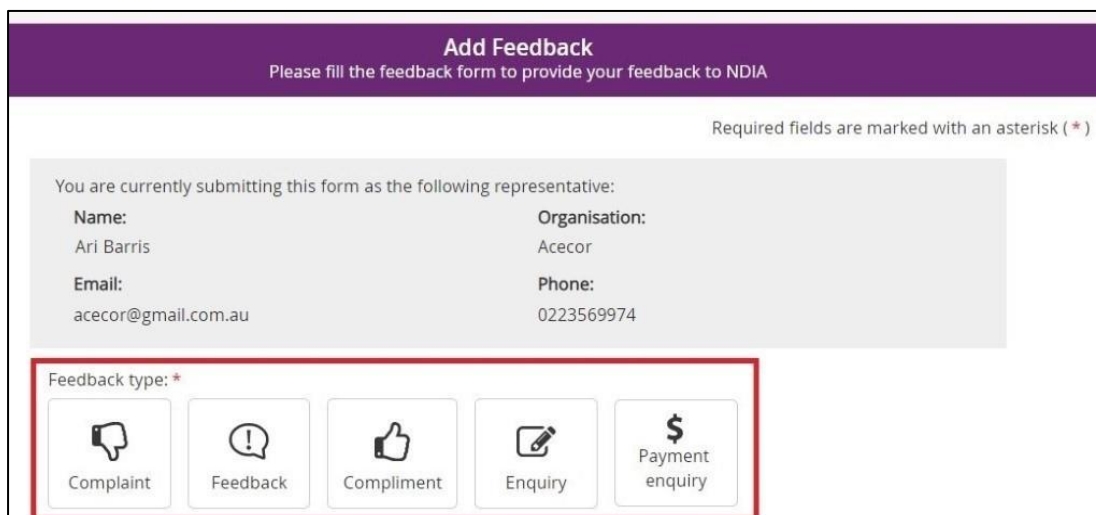 Add Feedback
Please fill the feedback form to provide your feedback to NDIA
Required fields are marked with an asterisk ( * )
You are currently submitting this form as the following representative:
Name: Organisation:
Ari Barris Acecor
Email: Phone:
acecor@gmail.com.au 0223569974
Feedback type: *
Complaint Feedback Compliment Enquiry Payment enquiry